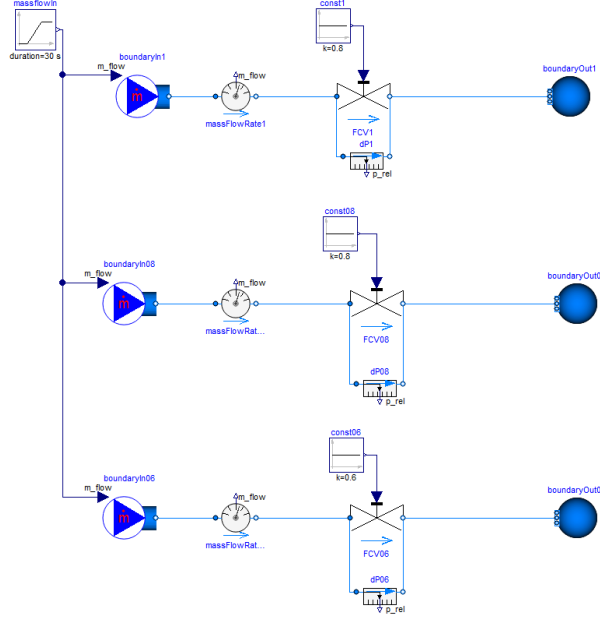 massflowIn
duration=30 s
const1
k=0.8
boundaryIn1
m_flow
ṁ
m_flow
massFlowRate1
FCV1
dP1
p_rel
boundaryOut1
const08
k=0.8
boundaryIn08
m_flow
ṁ
m_flow
massFlowRat...
FCV08
dP08
p_rel
boundaryOut0
const06
k=0.6
boundaryIn06
m_flow
ṁ
m_flow
massFlowRat...
FCV06
dP06
p_rel
boundaryOut0